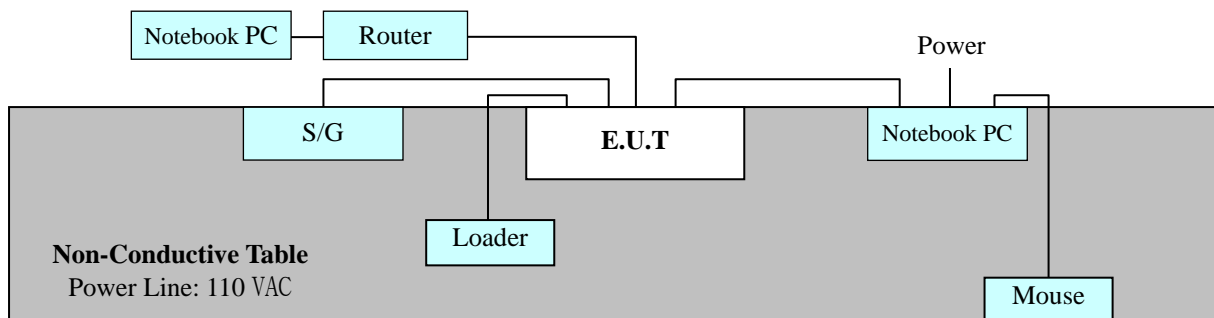 Notebook PC
Router
Power
S/G
E.U.T
Notebook PC
Loader
Non-Conductive Table
Power Line: 110 VAC
Mouse